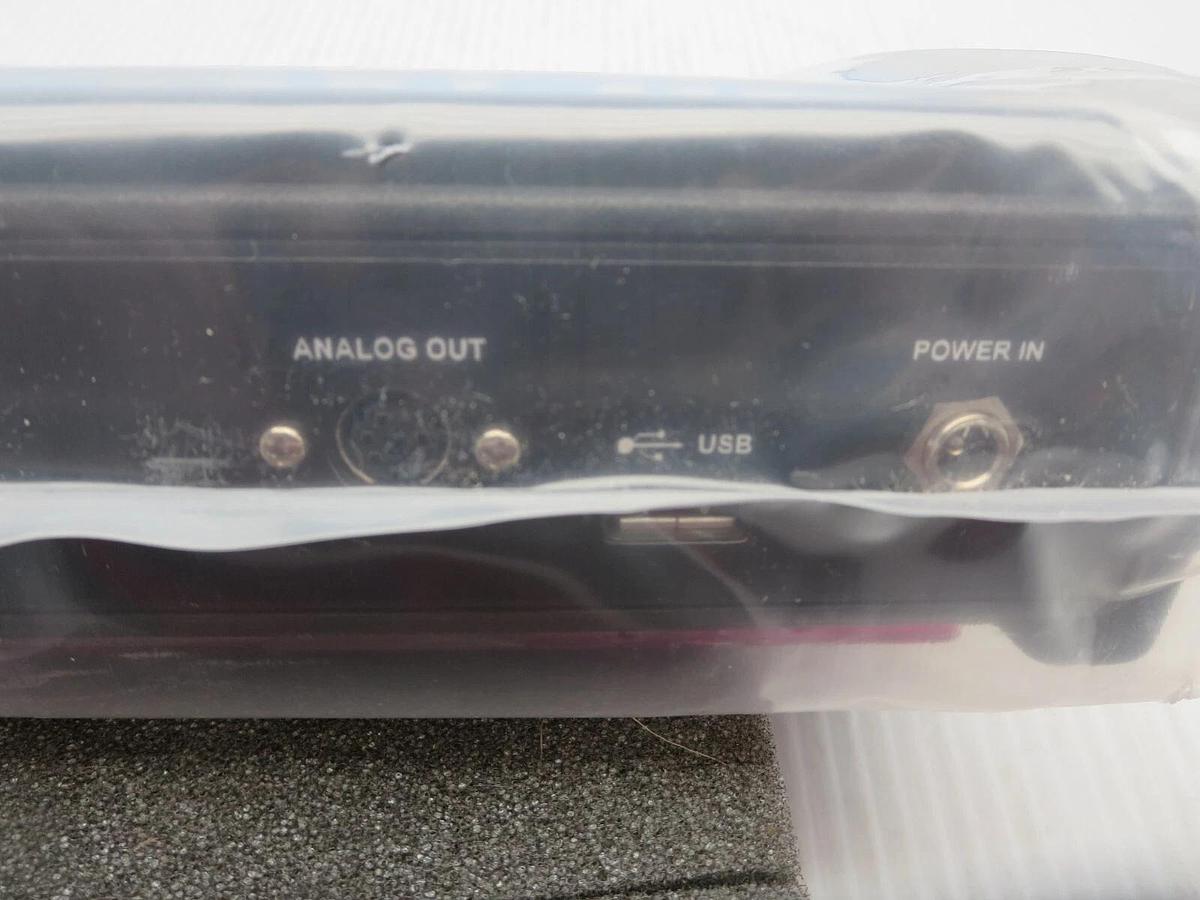 ANALOG OUT
POWER IN
USB